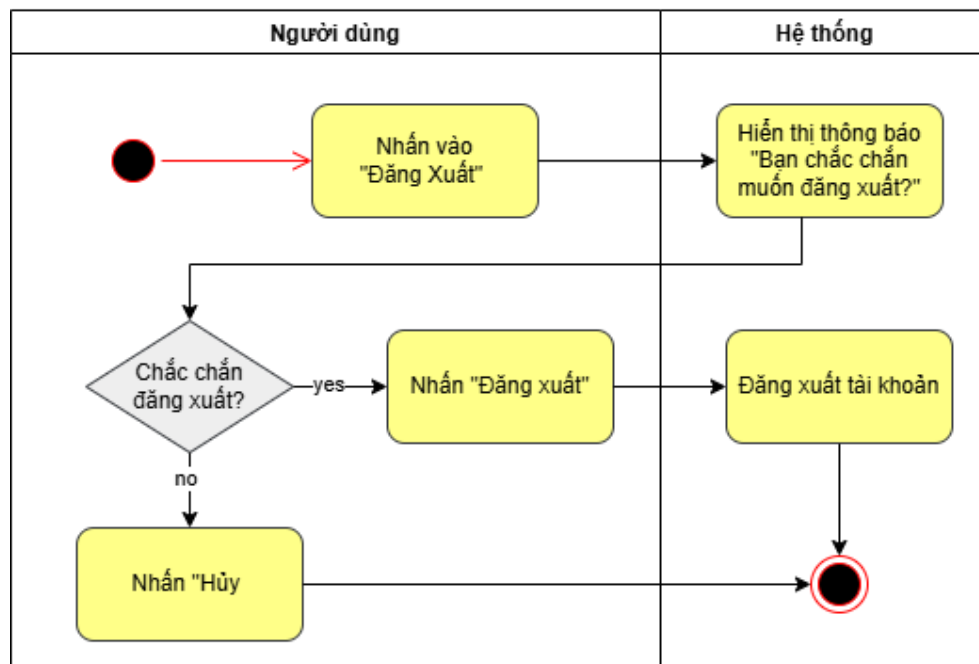 Người dùng
Hệ thống
Nhấn vào
"Đăng Xuất"
Hiển thị thông báo
"Bạn chắc chắn
muốn đăng xuất?"
Chắc chắn
đăng xuất?
yes
Nhấn "Đăng xuất"
Đăng xuất tài khoản
no
Nhấn "Hủy